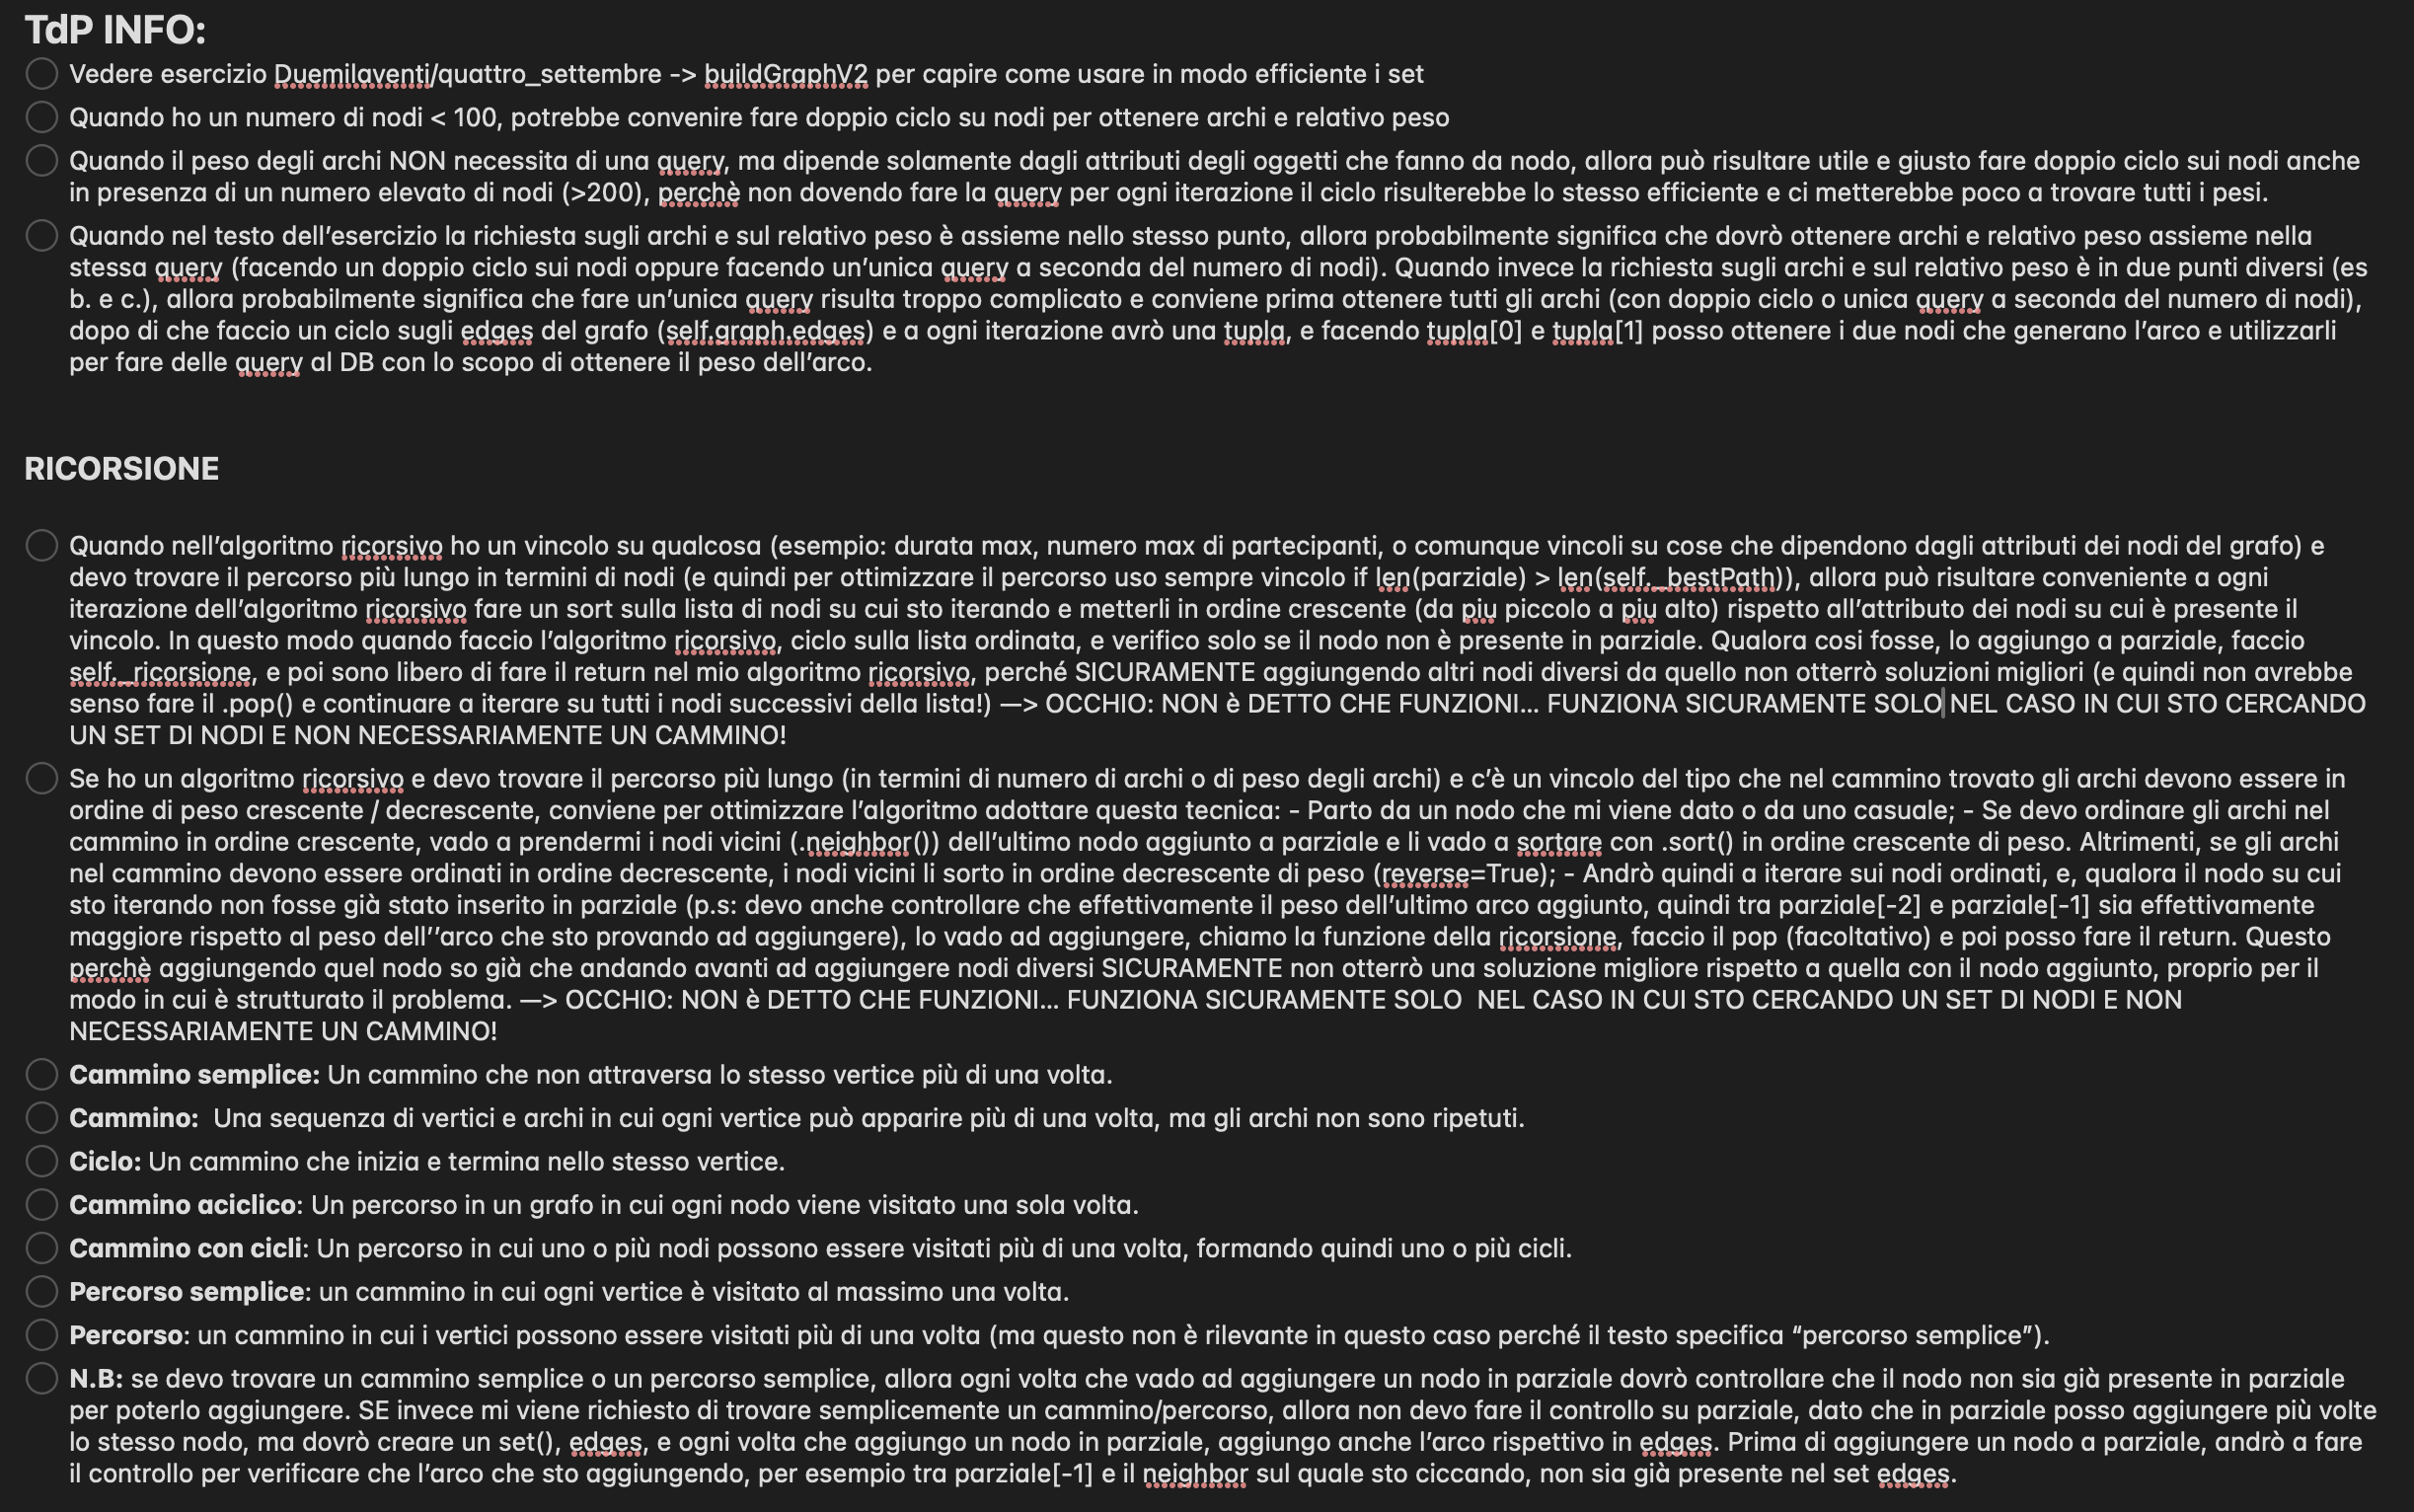 TdP INFO:
Vedere esercizio Duemilaventi/quattro_settembre -> buildGraphV2 per capire come usare in modo efficiente i set
Quando ho un numero di nodi < 100, potrebbe convenire fare doppio ciclo su nodi per ottenere archi e relativo peso
Quando il peso degli archi NON necessita di una query, ma dipende solamente dagli attributi degli oggetti che fanno da nodo, allora può risultare utile e giusto fare doppio ciclo sui nodi anche
in presenza di un numero elevato di nodi (>200), perchè non dovendo fare la query per ogni iterazione il ciclo risulterebbe lo stesso efficiente e ci metterebbe poco a trovare tutti i pesi.
Quando nel testo dell’esercizio la richiesta sugli archi e sul relativo peso è assieme nello stesso punto, allora probabilmente significa che dovrò ottenere archi e relativo peso assieme nella
stessa query (facendo un doppio ciclo sui nodi oppure facendo un’unica query a seconda del numero di nodi). Quando invece la richiesta sugli archi e sul relativo peso è in due punti diversi (es
b. e c.), allora probabilmente significa che fare un’unica query risulta troppo complicato e conviene prima ottenere tutti gli archi (con doppio ciclo o unica query a seconda del numero di nodi),
dopo di che faccio un ciclo sugli edges del grafo (self.graph.edges) e a ogni iterazione avrò una tupla, e facendo tupla[0] e tupla[1] posso ottenere i due nodi che generano l’arco e utilizzarli
per fare delle query al DB con lo scopo di ottenere il peso dell’arco.
RICORSIONE
Quando nell’algoritmo ricorsivo ho un vincolo su qualcosa (esempio: durata max, numero max di partecipanti, o comunque vincoli su cose che dipendono dagli attributi dei nodi del grafo) e
devo trovare il percorso più lungo in termini di nodi (e quindi per ottimizzare il percorso uso sempre vincolo if len(parziale) > len(self._bestPath)), allora può risultare conveniente a ogni
iterazione dell’algoritmo ricorsivo fare un sort sulla lista di nodi su cui sto iterando e metterli in ordine crescente (da piu piccolo a piu alto) rispetto all’attributo dei nodi su cui è presente il
vincolo. In questo modo quando faccio l’algoritmo ricorsivo, ciclo sulla lista ordinata, e verifico solo se il nodo non è presente in parziale. Qualora cosi fosse, lo aggiungo a parziale, faccio
self._ricorsione, e poi sono libero di fare il return nel mio algoritmo ricorsivo, perché SICURAMENTE aggiungendo altri nodi diversi da quello non otterrò soluzioni migliori (e quindi non avrebbe
senso fare il .pop() e continuare a iterare su tutti i nodi successivi della lista!) —> OCCHIO: NON è DETTO CHE FUNZIONI... FUNZIONA SICURAMENTE SOLO NEL CASO IN CUI STO CERCANDO
UN SET DI NODI E NON NECESSARIAMENTE UN CAMMINO!
Se ho un algoritmo ricorsivo e devo trovare il percorso più lungo (in termini di numero di archi o di peso degli archi) e c’è un vincolo del tipo che nel cammino trovato gli archi devono essere in
ordine di peso crescente / decrescente, conviene per ottimizzare l’algoritmo adottare questa tecnica: - Parto da un nodo che mi viene dato o da uno casuale; - Se devo ordinare gli archi nel
cammino in ordine crescente, vado a prendermi i nodi vicini (.neighbor()) dell’ultimo nodo aggiunto a parziale e li vado a sortare con .sort() in ordine crescente di peso. Altrimenti, se gli archi
nel cammino devono essere ordinati in ordine decrescente, i nodi vicini li sorto in ordine decrescente di peso (reverse=True); - Andrò quindi a iterare sui nodi ordinati, e, qualora il nodo su cui
sto iterando non fosse già stato inserito in parziale (p.s: devo anche controllare che effettivamente il peso dell’ultimo arco aggiunto, quindi tra parziale[-2] e parziale[-1] sia effettivamente
maggiore rispetto al peso dell’’arco che sto provando ad aggiungere), lo vado ad aggiungere, chiamo la funzione della ricorsione, faccio il pop (facoltativo) e poi posso fare il return. Questo
perchè aggiungendo quel nodo so già che andando avanti ad aggiungere nodi diversi SICURAMENTE non otterrò una soluzione migliore rispetto a quella con il nodo aggiunto, proprio per il
modo in cui è strutturato il problema. —> OCCHIO: NON è DETTO CHE FUNZIONI... FUNZIONA SICURAMENTE SOLO  NEL CASO IN CUI STO CERCANDO UN SET DI NODI E NON
NECESSARIAMENTE UN CAMMINO!
Cammino semplice: Un cammino che non attraversa lo stesso vertice più di una volta.
Cammino:  Una sequenza di vertici e archi in cui ogni vertice può apparire più di una volta, ma gli archi non sono ripetuti.
Ciclo: Un cammino che inizia e termina nello stesso vertice.
Cammino aciclico: Un percorso in un grafo in cui ogni nodo viene visitato una sola volta.
Cammino con cicli: Un percorso in cui uno o più nodi possono essere visitati più di una volta, formando quindi uno o più cicli.
Percorso semplice: un cammino in cui ogni vertice è visitato al massimo una volta.
Percorso: un cammino in cui i vertici possono essere visitati più di una volta (ma questo non è rilevante in questo caso perché il testo specifica “percorso semplice”).
N.B: se devo trovare un cammino semplice o un percorso semplice, allora ogni volta che vado ad aggiungere un nodo in parziale dovrò controllare che il nodo non sia già presente in parziale
per poterlo aggiungere. SE invece mi viene richiesto di trovare semplicemente un cammino/percorso, allora non devo fare il controllo su parziale, dato che in parziale posso aggiungere più volte
lo stesso nodo, ma dovrò creare un set(), edges, e ogni volta che aggiungo un nodo in parziale, aggiungo anche l’arco rispettivo in edges. Prima di aggiungere un nodo a parziale, andrò a fare
il controllo per verificare che l’arco che sto aggiungendo, per esempio tra parziale[-1] e il neighbor sul quale sto ciccando, non sia già presente nel set edges.